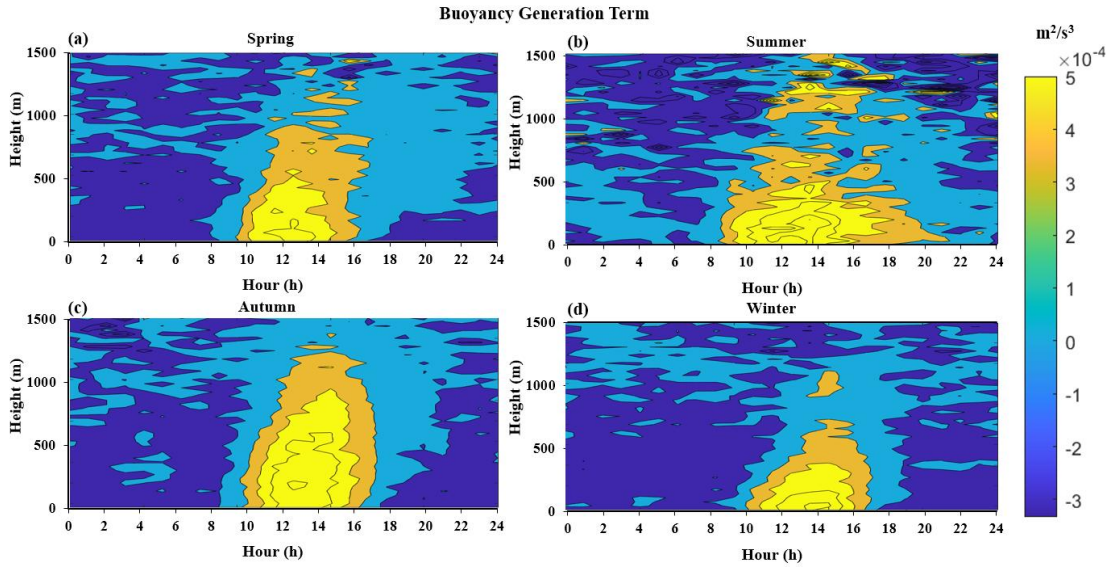 Buoyancy Generation Term
(a) Spring
(b) Summer
m²/s³
×10⁻⁴
1500
1000
500
0
Height (m)
0 2 4 6 8 10 12 14 16 18 20 22 24
Hour (h)
1500
1000
500
0
Height (m)
0 2 4 6 8 10 12 14 16 18 20 22 24
Hour (h)
(c) Autumn
(d) Winter
1500
1000
500
0
Height (m)
0 2 4 6 8 10 12 14 16 18 20 22 24
Hour (h)
1500
1000
500
0
Height (m)
0 2 4 6 8 10 12 14 16 18 20 22 24
Hour (h)
5
4
3
2
1
0
-1
-2
-3